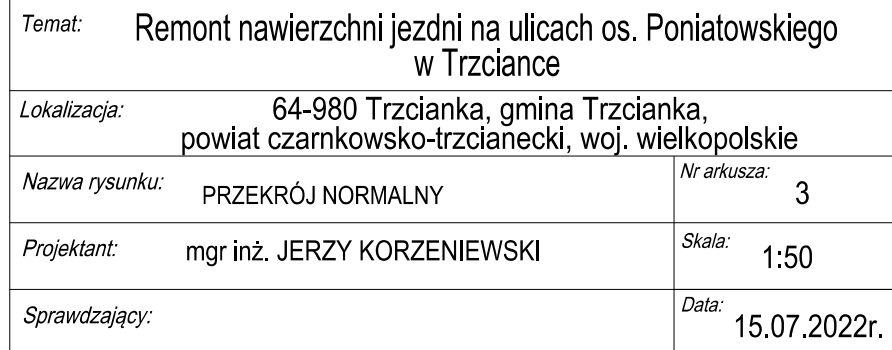 Temat: Remont nawierzchni jezdni na ulicach os. Poniatowskiego
w Trzciance
Lokalizacja: 64-980 Trzcianka, gmina Trzcianka,
powiat czarnkowsko-trzcianecki, woj. wielkopolskie
Nazwa rysunku: PRZEKRÓJ NORMALNY
Nr arkusza: 3
Projektant: mgr inż. JERZY KORZENIEWSKI
Skala: 1:50
Sprawdzający:
Data: 15.07.2022r.